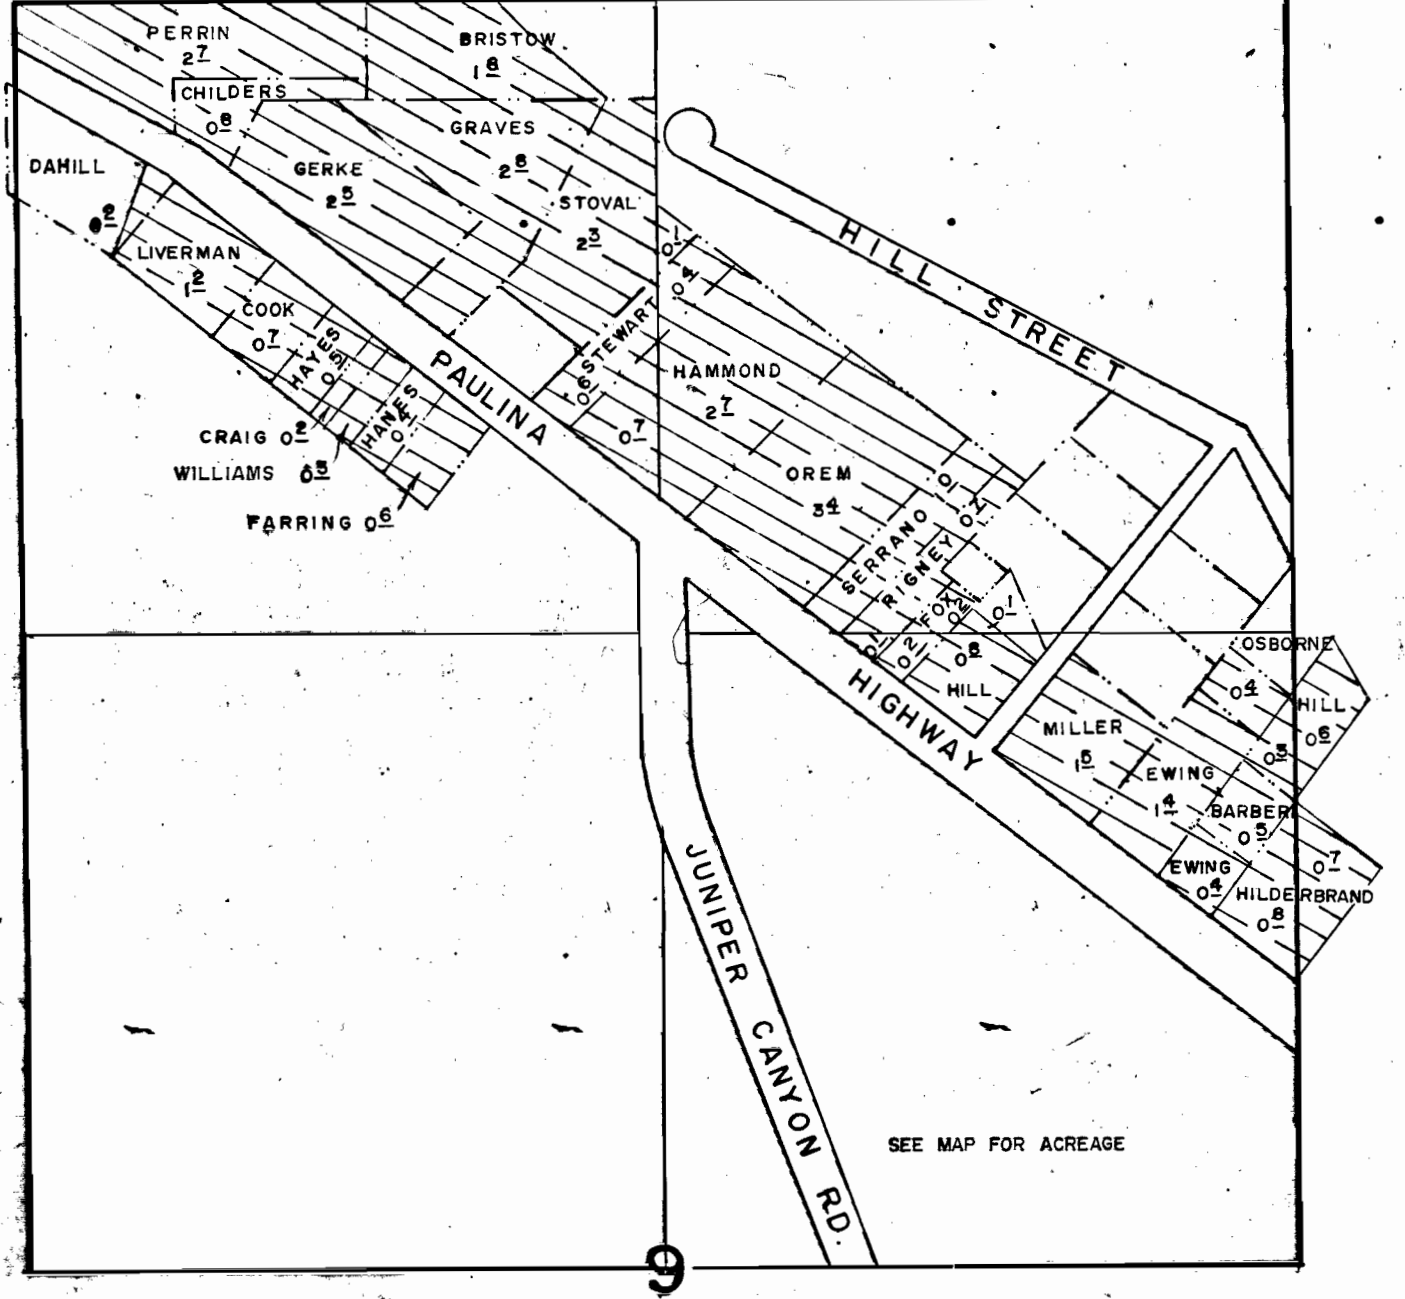 PERRIN
2 7
BRISTOW
1 8
CHILDERS
0 8
GRAVES
2 8
GERKE
2 5
DAHILL
0 2
STOVAL
2 3
0 1
LIVERMAN
1 2
HILL STREET
COOK
0 7
HAYES
0 5
STEWART
0 4
0 6
PAULINA HIGHWAY
HAMMOND
2 7
0 7
HANES
0 4
CRAIG 0 2
WILLIAMS 0 3
FARRING 0 6
OREM
3 4
SERRANO
0 1
RIGNEY
FOX
0 2
0 1
0 2
0 8
HILL
OSBORNE
0 4
HILL
0 6
0 3
MILLER
1 5
EWING
1 4
BARBER
0 5
EWING
0 4
0 7
HILDERBRAND
0 8
JUNIPER CANYON RD.
SEE MAP FOR ACREAGE
9